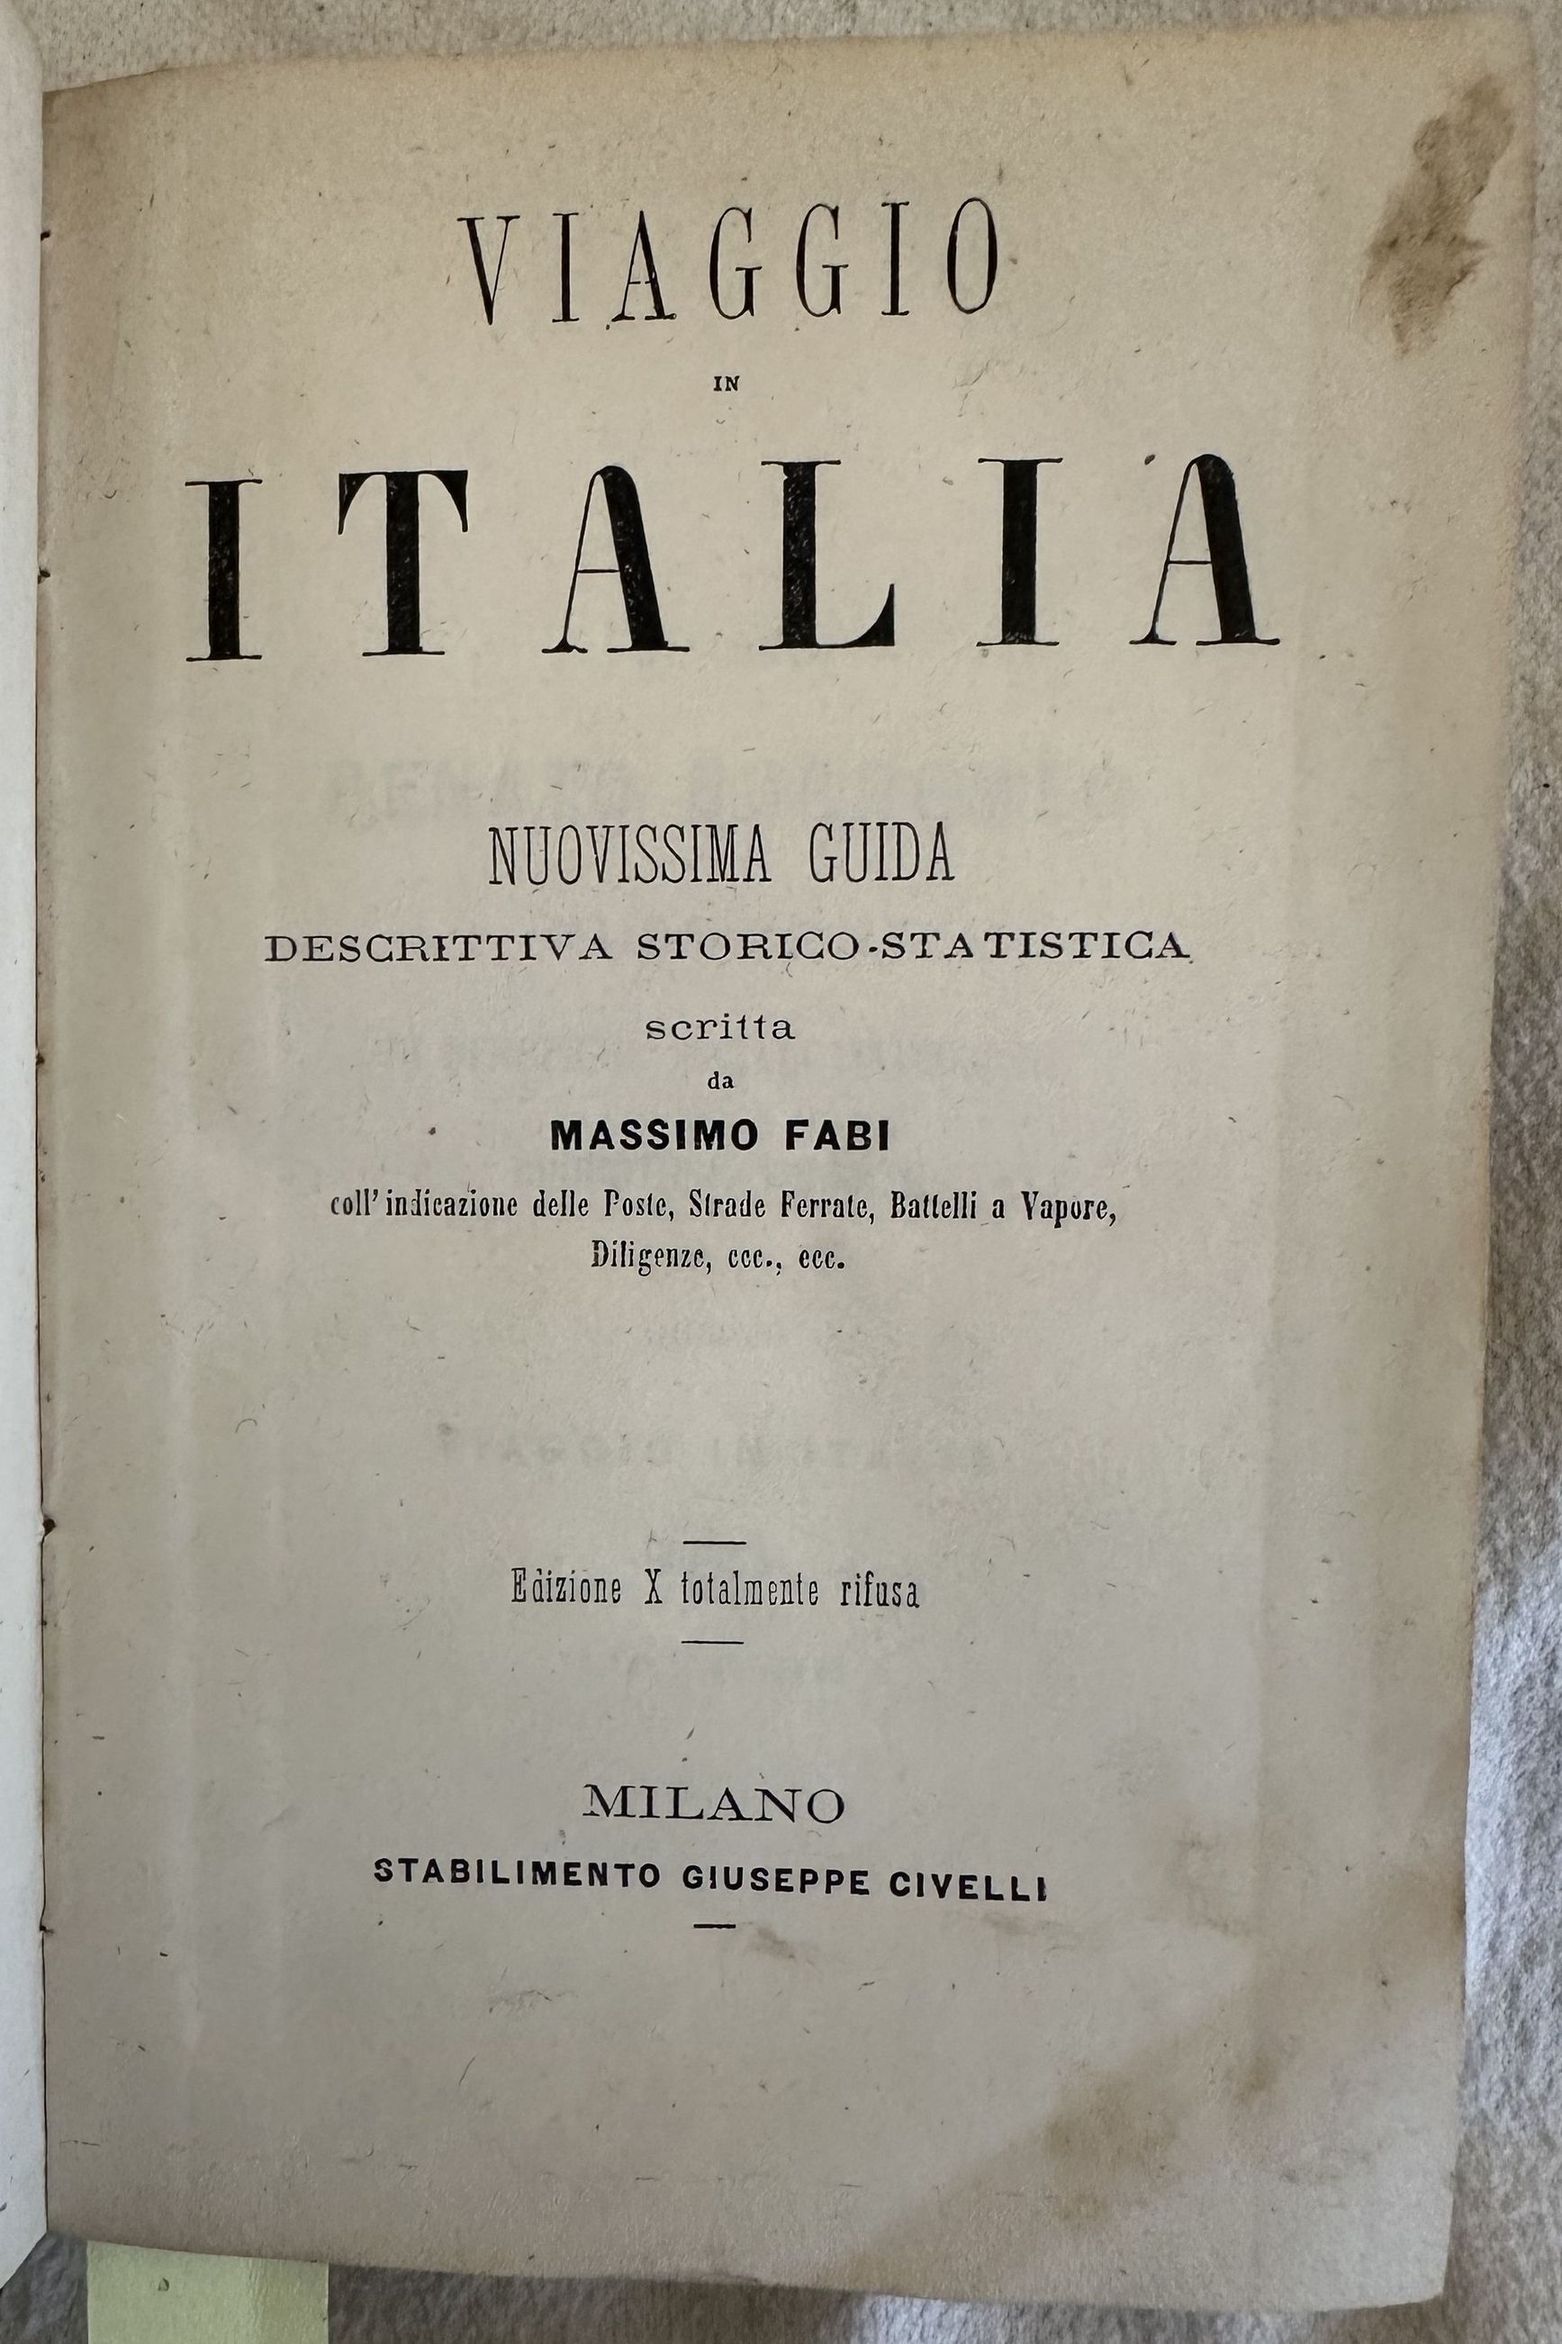 VIAGGIO
IN
ITALIA
NUOVISSIMA GUIDA
DESCRITTIVA STORICO-STATISTICA
scritta
da
MASSIMO FABI
coll' indicazione delle Poste, Strade Ferrate, Battelli a Vapore,
Diligenze, ecc., ecc.
Edizione X totalmente rifusa
MILANO
STABILIMENTO GIUSEPPE CIVELLI